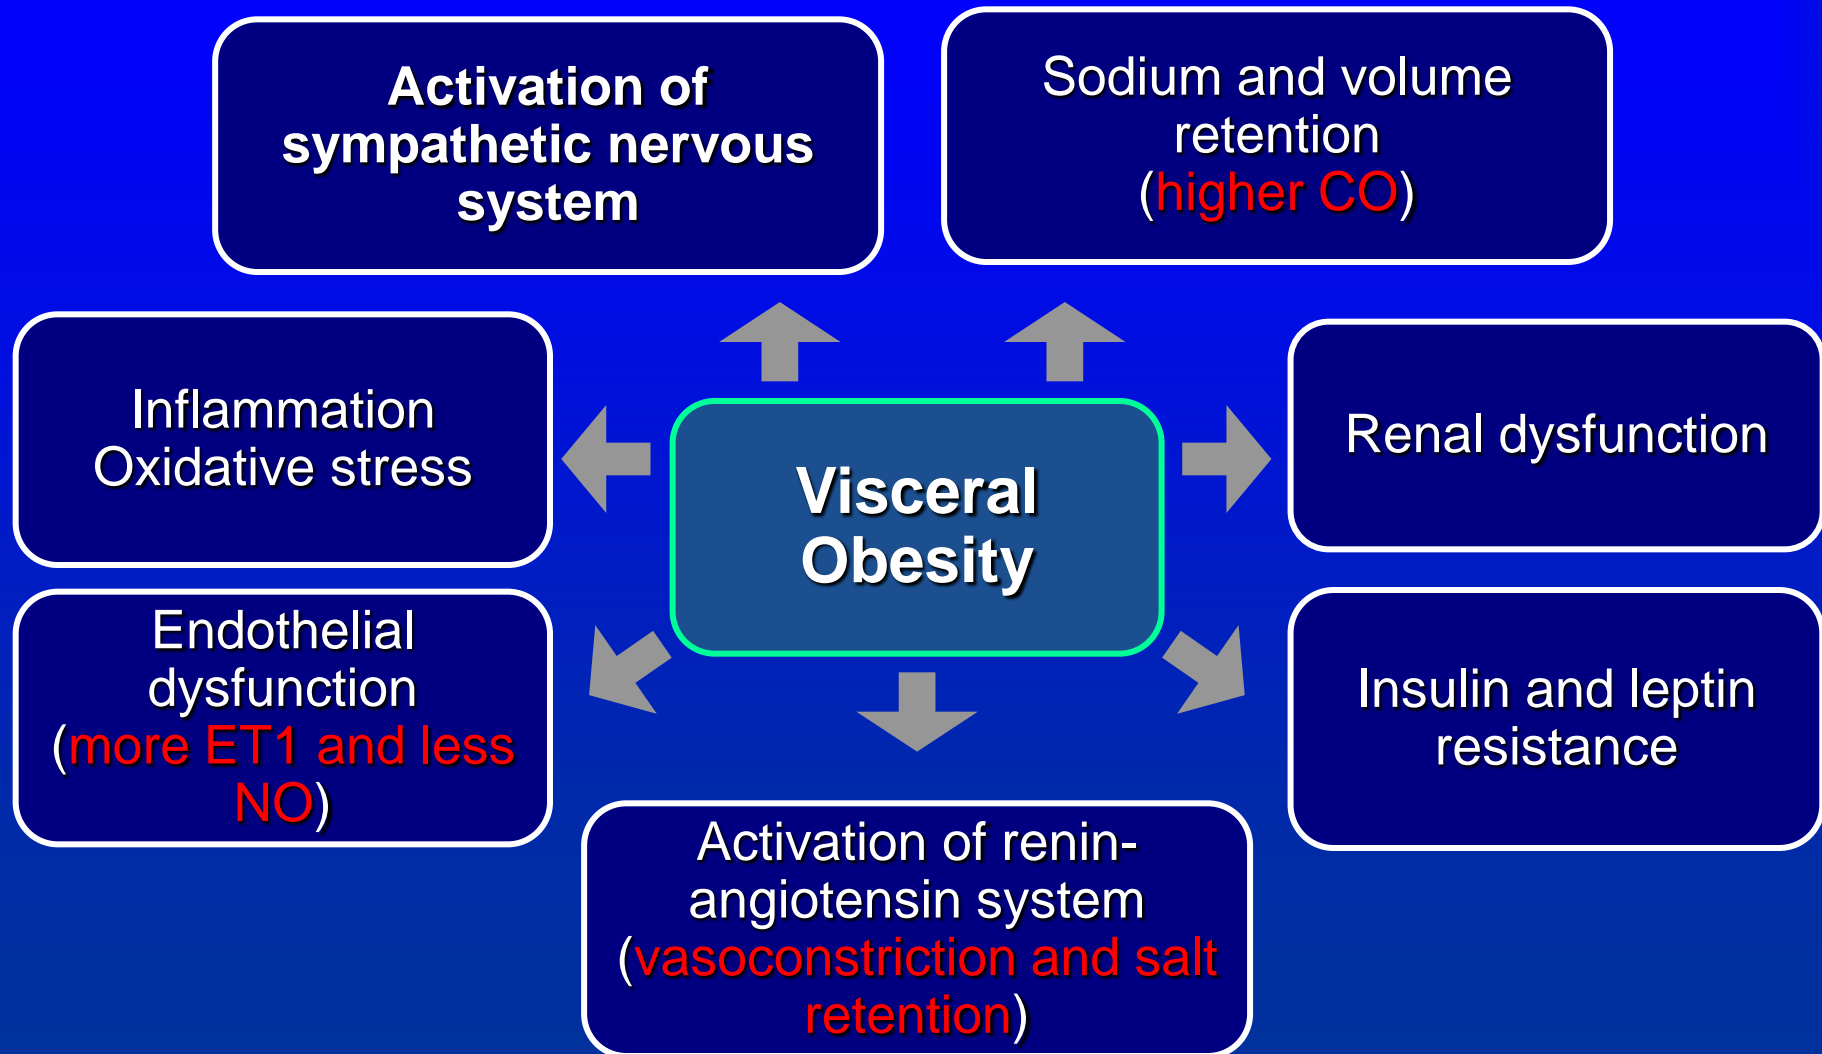 Activation of
sympathetic nervous
system
Sodium and volume
retention
(higher CO)
Inflammation
Oxidative stress
Visceral
Obesity
Renal dysfunction
Endothelial
dysfunction
(more ET1 and less
NO)
Insulin and leptin
resistance
Activation of renin-
angiotensin system
(vasoconstriction and salt
retention)